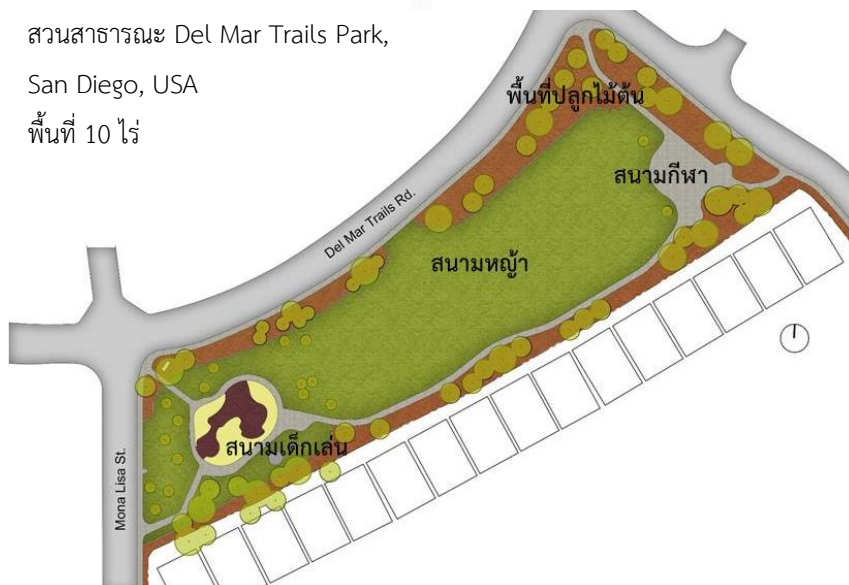 สวนสาธารณะ Del Mar Trails Park,
San Diego, USA
พื้นที่ 10 ไร่
พื้นที่ปลูกไม้ต้น
สนามกีฬา
Del Mar Trails Rd.
สนามหญ้า
สนามเด็กเล่น
Mona Lisa St.